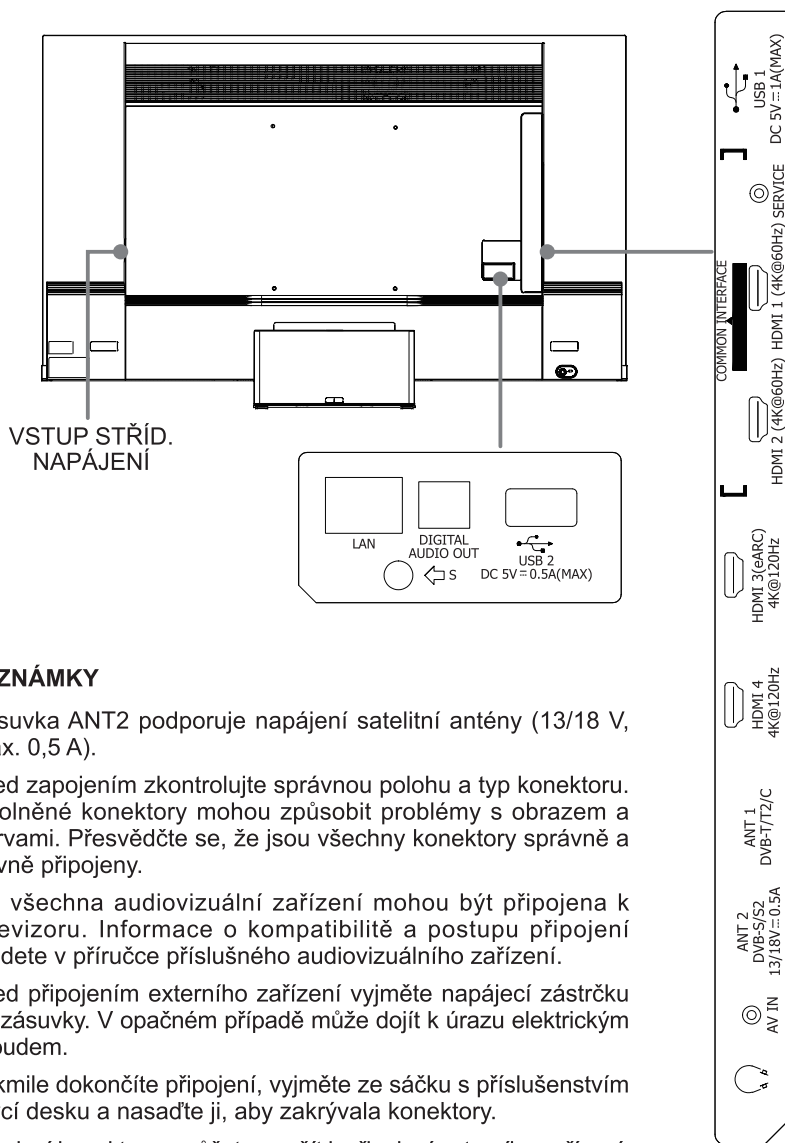 USB 1
DC 5V⎓1A(MAX)
SERVICE
COMMON INTERFACE
HDMI 1 (4K@60Hz)
HDMI 2 (4K@60Hz)
HDMI 3(eARC)
4K@120Hz
HDMI 4
4K@120Hz
ANT 1
DVB-T/T2/C
ANT 2
DVB-S/S2
13/18V⎓0.5A
AV IN
VSTUP STŘÍD.
NAPÁJENÍ
LAN
DIGITAL
AUDIO OUT
USB 2
DC 5V⎓0.5A(MAX)
S
ZNÁMKY
suvka ANT2 podporuje napájení satelitní antény (13/18 V,
x. 0,5 A).
ed zapojením zkontrolujte správnou polohu a typ konektoru.
olněné konektory mohou způsobit problémy s obrazem a
rvami. Přesvědčte se, že jsou všechny konektory správně a
vně připojeny.
všechna audiovizuální zařízení mohou být připojena k
evizoru. Informace o kompatibilitě a postupu připojení
dete v příručce příslušného audiovizuálního zařízení.
ed připojením externího zařízení vyjměte napájecí zástrčku
zásuvky. V opačném případě může dojít k úrazu elektrickým
oudem.
kmile dokončíte připojení, vyjměte ze sáčku s příslušenstvím
cí desku a nasaďte ji, aby zakrývala konektory.